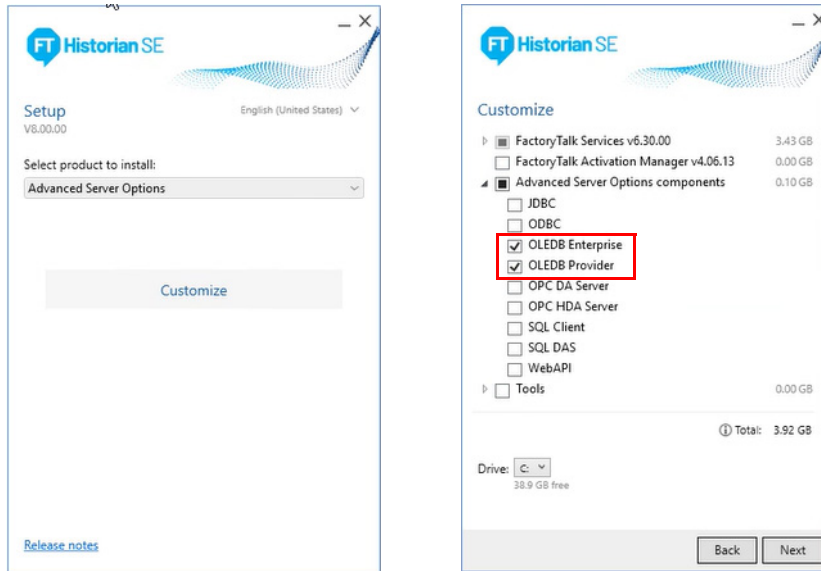 FT Historian SE
Setup
English (United States)
V8.00.00
Select product to install:
Advanced Server Options
Customize
Release notes
FT Historian SE
Customize
FactoryTalk Services v6.30.00 3.43 GB
FactoryTalk Activation Manager v4.06.13 0.00 GB
Advanced Server Options components 0.10 GB
JDBC
ODBC
OLEDB Enterprise
OLEDB Provider
OPC DA Server
OPC HDA Server
SQL Client
SQL DAS
WebAPI
Tools 0.00 GB
Total: 3.92 GB
Drive: C:
38.9 GB free
Back Next